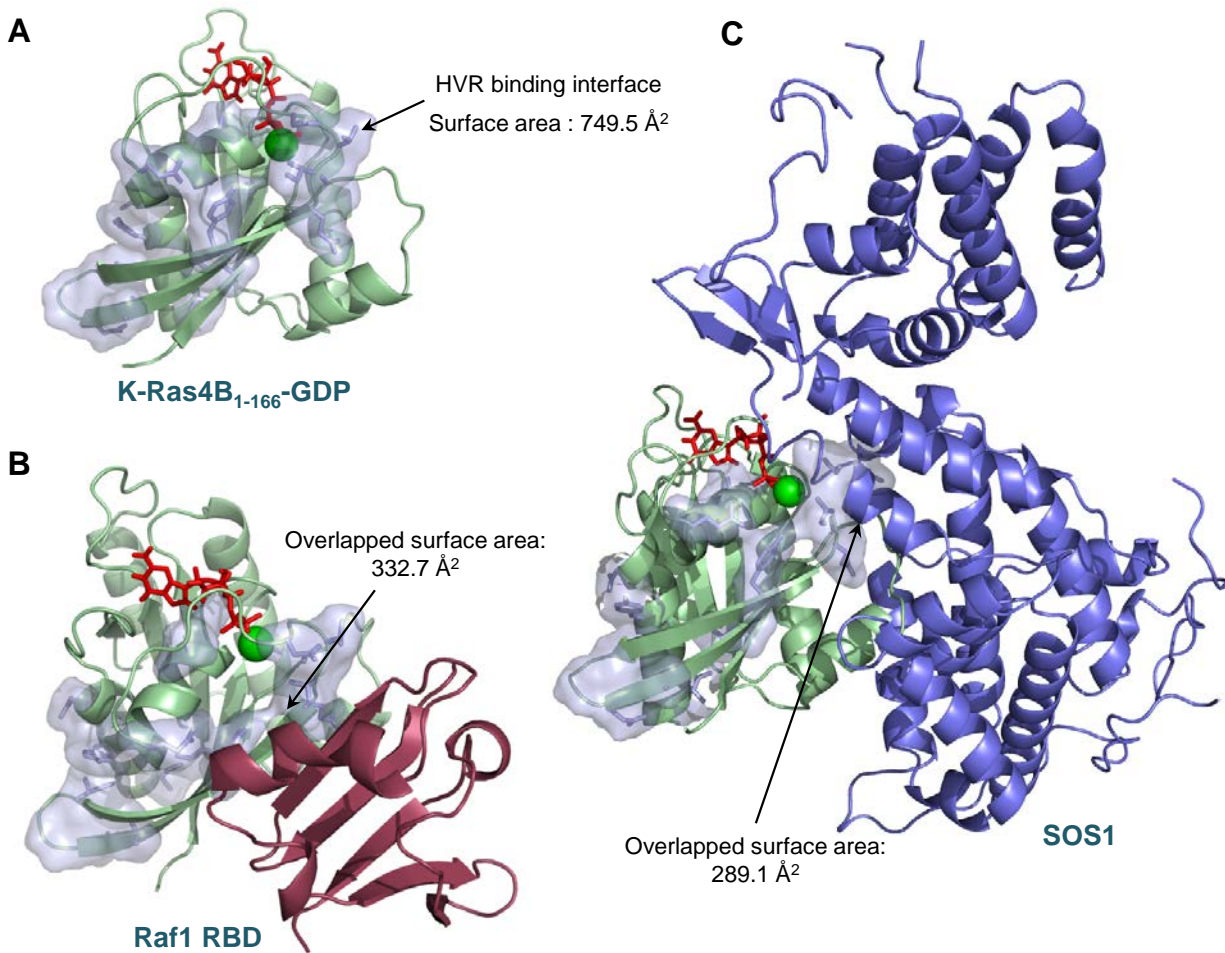 A
HVR binding interface
Surface area : 749.5 Å²
K-Ras4B₁₋₁₆₆-GDP
B
Overlapped surface area:
332.7 Å²
Raf1 RBD
C
Overlapped surface area:
289.1 Å²
SOS1